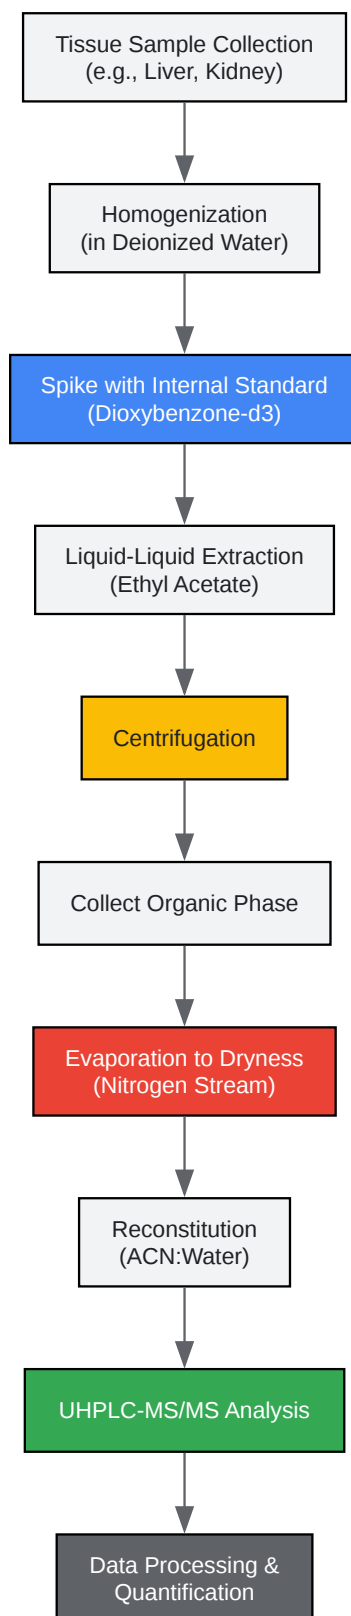 Tissue Sample Collection
(e.g., Liver, Kidney)
Homogenization
(in Deionized Water)
Spike with Internal Standard
(Dioxybenzone-d3)
Liquid-Liquid Extraction
(Ethyl Acetate)
Centrifugation
Collect Organic Phase
Evaporation to Dryness
(Nitrogen Stream)
Reconstitution
(ACN:Water)
UHPLC-MS/MS Analysis
Data Processing &
Quantification